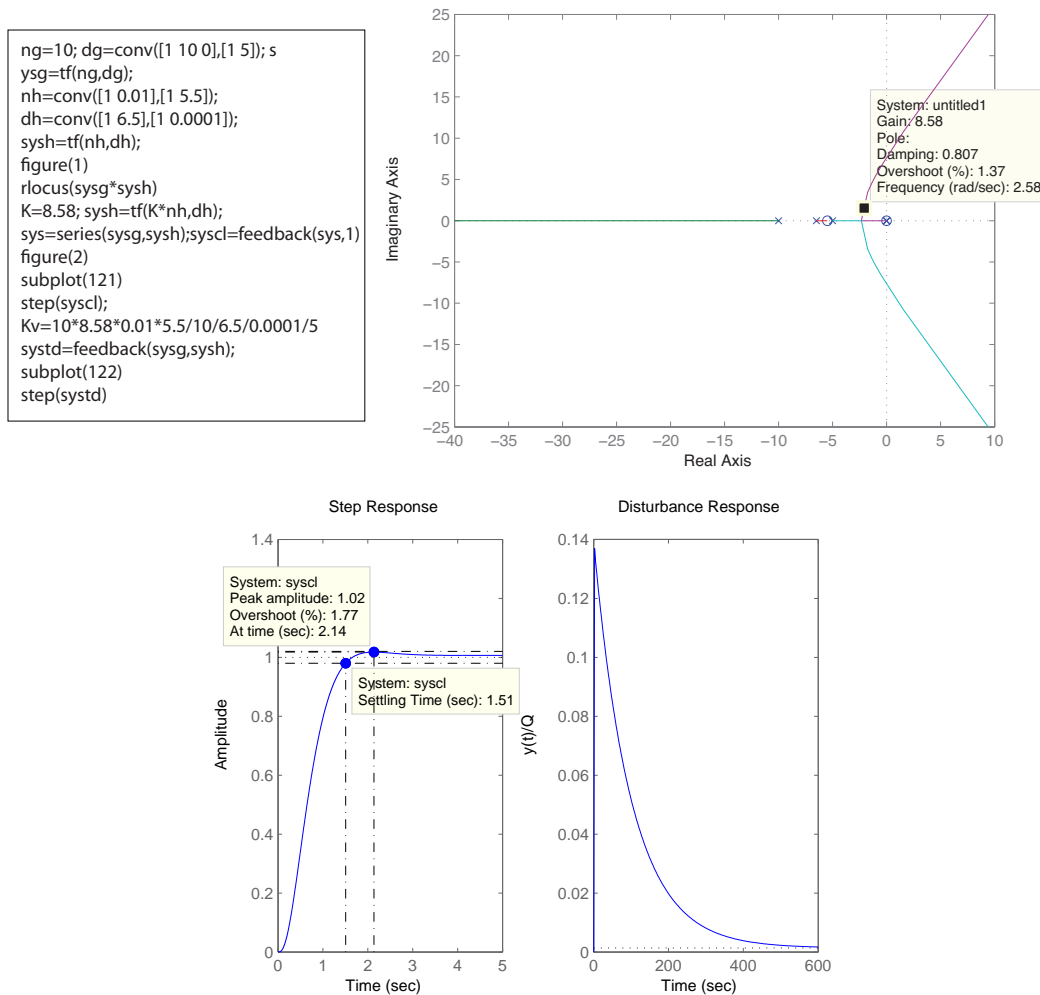 ng=10; dg=conv([1 10 0],[1 5]); s
ysg=tf(ng,dg);
nh=conv([1 0.01],[1 5.5]);
dh=conv([1 6.5],[1 0.0001]);
sysh=tf(nh,dh);
figure(1)
rlocus(sysg*sysh)
K=8.58; sysh=tf(K*nh,dh);
sys=series(sysg,sysh);syscl=feedback(sys,1)
figure(2)
subplot(121)
step(syscl);
Kv=10*8.58*0.01*5.5/10/6.5/0.0001/5
systd=feedback(sysg,sysh);
subplot(122)
step(systd)
25
20
15
10
5
0
−5
−10
−15
−20
−25
Imaginary Axis
System: untitled1
Gain: 8.58
Pole:
Damping: 0.807
Overshoot (%): 1.37
Frequency (rad/sec): 2.58
−40 −35 −30 −25 −20 −15 −10 −5 0 5 10
Real Axis
Step Response
1.4
1.2
1
0.8
0.6
0.4
0.2
0
Amplitude
System: syscl
Peak amplitude: 1.02
Overshoot (%): 1.77
At time (sec): 2.14
System: syscl
Settling Time (sec): 1.51
0 1 2 3 4 5
Time (sec)
Disturbance Response
0.14
0.12
0.1
0.08
0.06
0.04
0.02
0
y(t)/Q
0 200 400 600
Time (sec)